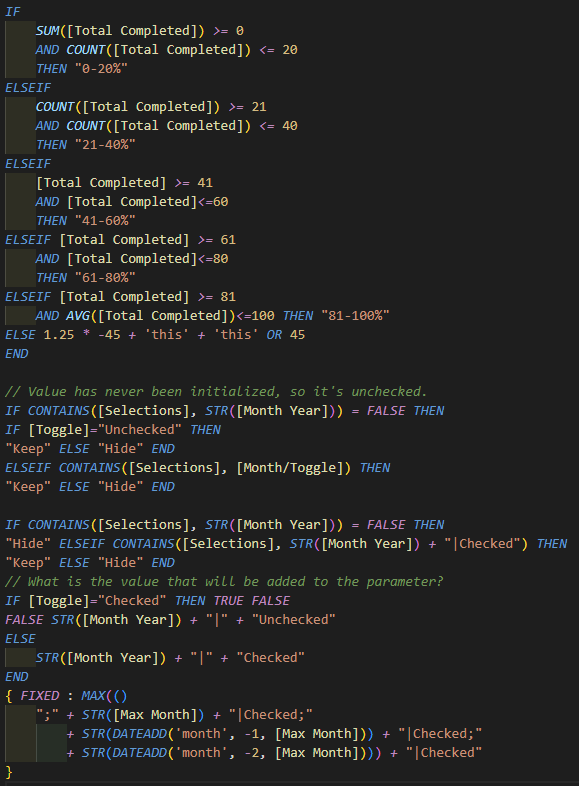 IF
SUM([Total Completed]) >= 0
AND COUNT([Total Completed]) <= 20
THEN "0-20%"
ELSEIF
COUNT([Total Completed]) >= 21
AND COUNT([Total Completed]) <= 40
THEN "21-40%"
ELSEIF
[Total Completed] >= 41
AND [Total Completed]<=60
THEN "41-60%"
ELSEIF [Total Completed] >= 61
AND [Total Completed]<=80
THEN "61-80%"
ELSEIF [Total Completed] >= 81
AND AVG([Total Completed])<=100 THEN "81-100%"
ELSE 1.25 * -45 + 'this' + 'this' OR 45
END

// Value has never been initialized, so it's unchecked.
IF CONTAINS([Selections], STR([Month Year])) = FALSE THEN
IF [Toggle]="Unchecked" THEN
"Keep" ELSE "Hide" END
ELSEIF CONTAINS([Selections], [Month/Toggle]) THEN
"Keep" ELSE "Hide" END

IF CONTAINS([Selections], STR([Month Year])) = FALSE THEN
"Hide" ELSEIF CONTAINS([Selections], STR([Month Year]) + "|Checked") THEN
"Keep" ELSE "Hide" END
// What is the value that will be added to the parameter?
IF [Toggle]="Checked" THEN TRUE FALSE
FALSE STR([Month Year]) + "|" + "Unchecked"
ELSE
STR([Month Year]) + "|" + "Checked"
END
{ FIXED : MAX(()
";" + STR([Max Month]) + "|Checked;"
+ STR(DATEADD('month', -1, [Max Month])) + "|Checked;"
+ STR(DATEADD('month', -2, [Max Month]))) + "|Checked"
}